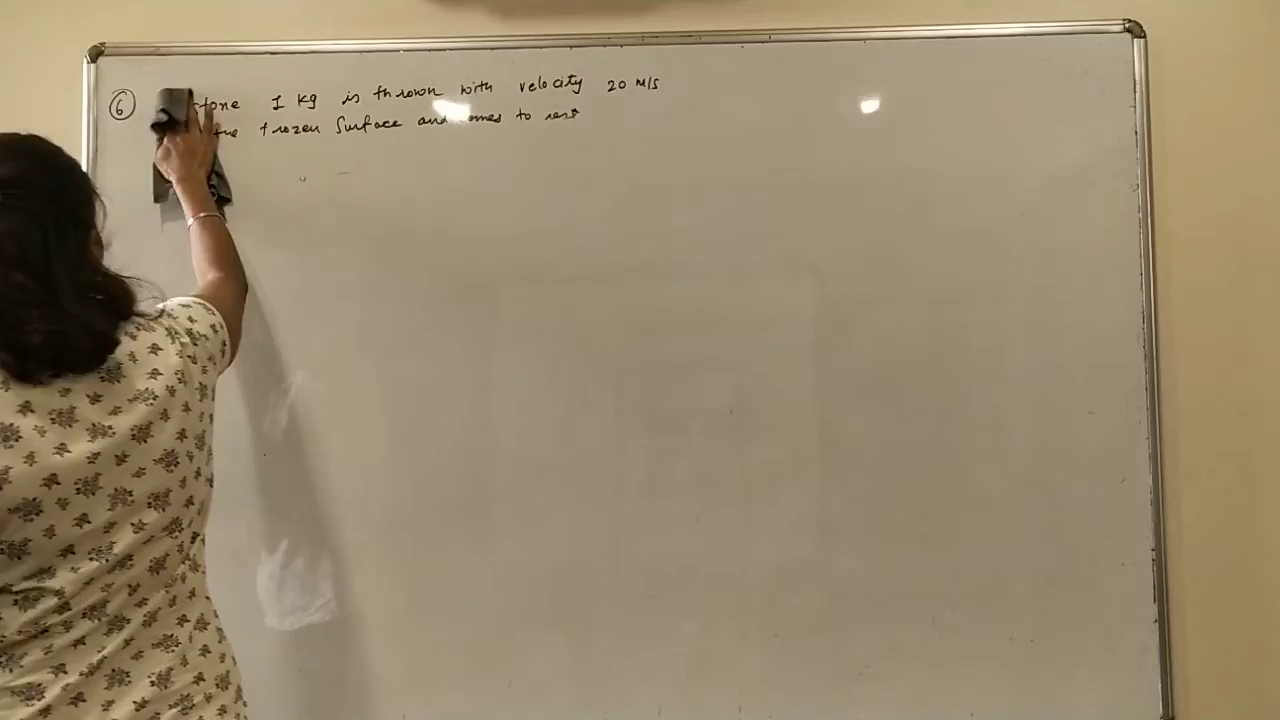 6 stone 1 kg is thrown with velocity 20 m/s
the frozen surface and comes to rest